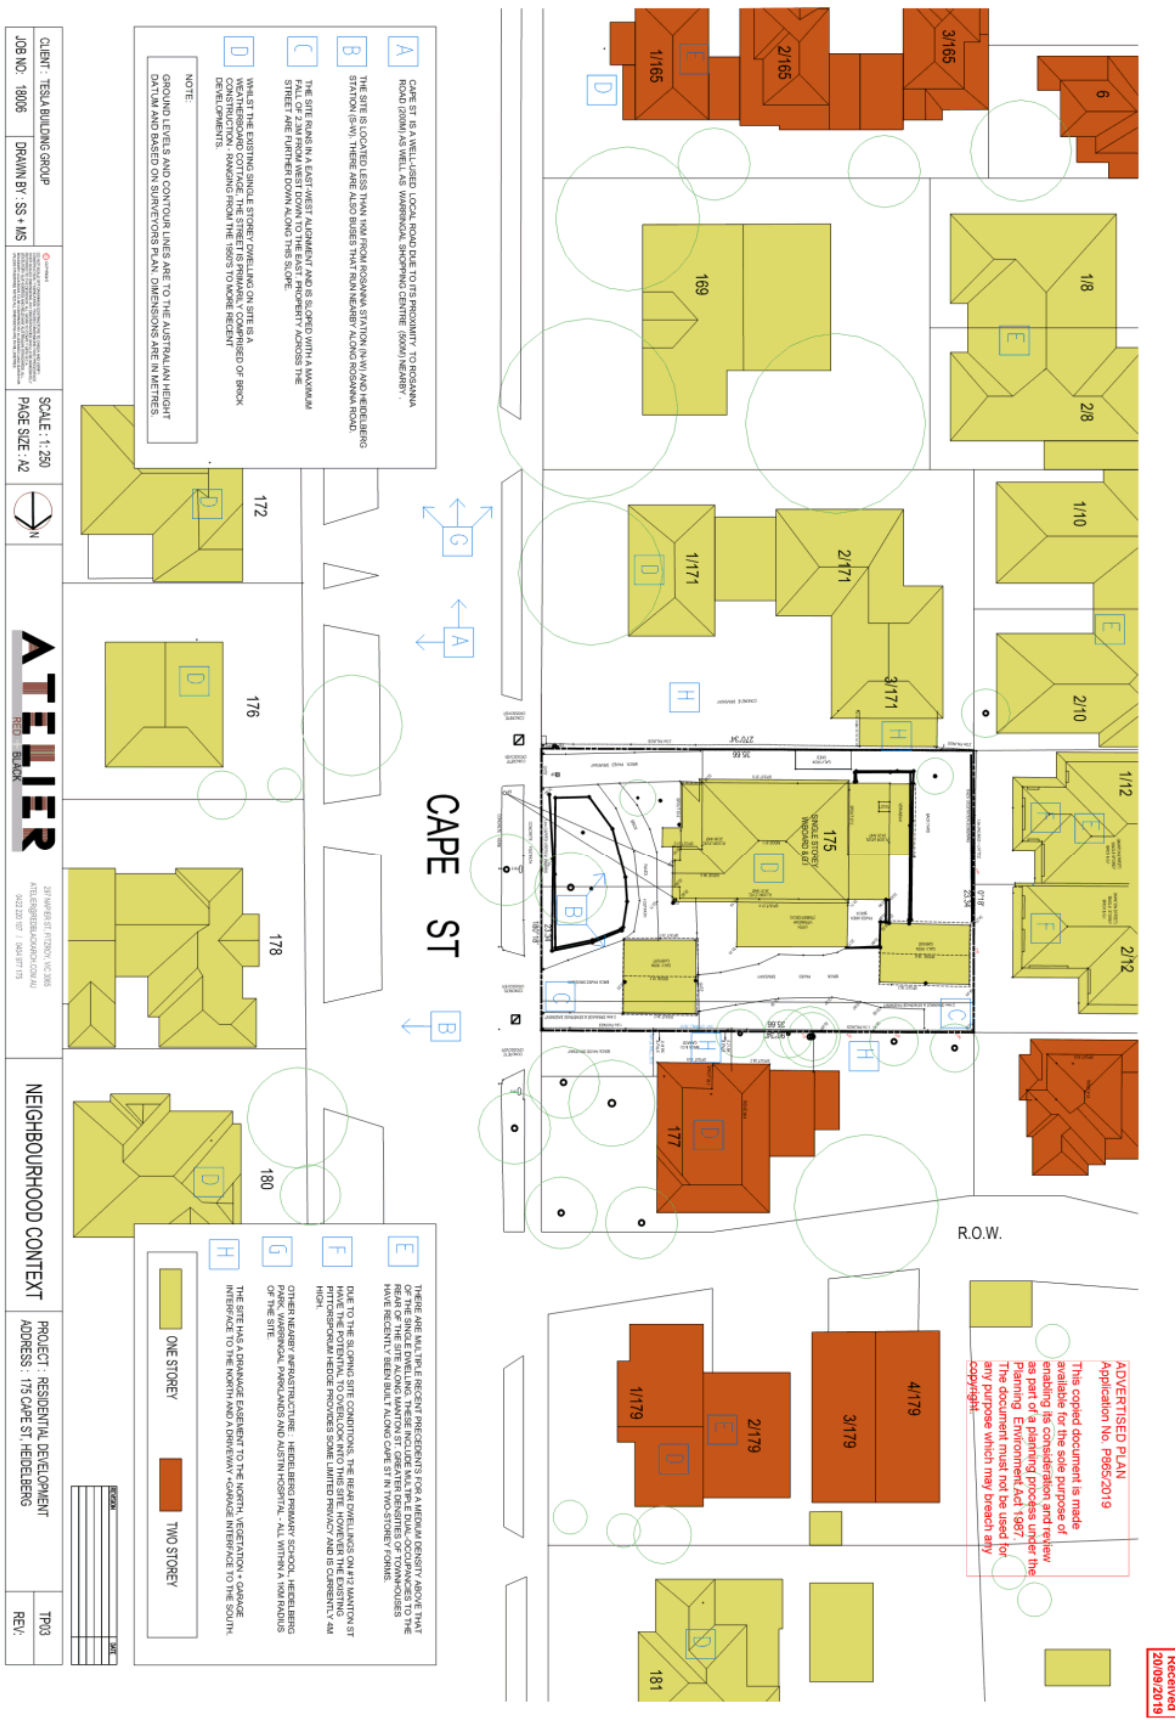 A
CAPE ST IS A WELL-USED LOCAL ROAD DUE TO ITS PROXIMITY TO ROSANNA
ROAD (200M) AS WELL AS WARRINGAL SHOPPING CENTRE (500M) NEARBY .
B
THE SITE IS LOCATED LESS THAN 1KM FROM ROSANNA STATION (N-W) AND HEIDELBERG
STATION (S-W). THERE ARE ALSO BUSES THAT RUN NEARBY ALONG ROSANNA ROAD.
C
THE SITE RUNS IN A EAST-WEST ALIGNMENT AND IS SLOPED WITH A MAXIMUM
FALL OF 2.3M FROM WEST DOWN TO THE EAST. PROPERTY ACROSS THE
STREET ARE FURTHER DOWN ALONG THIS SLOPE.
D
WHILST THE EXISTING SINGLE STOREY DWELLING ON SITE IS A
WEATHERBOARD COTTAGE, THE STREET IS PRIMARILY COMPRISED OF BRICK
CONSTRUCTION - RANGING FROM THE 1950'S TO MORE RECENT
DEVELOPMENTS.
NOTE:
GROUND LEVELS AND CONTOUR LINES ARE TO THE AUSTRALIAN HEIGHT
DATUM AND BASED ON SURVEYORS PLAN. DIMENSIONS ARE IN METRES.
E
THERE ARE MULTIPLE RECENT PRECEDENTS FOR A MEDIUM DENSITY ABOVE THAT
OF THE SINGLE DWELLING. THESE INCLUDE MULTIPLE DUAL-OCCUPANCIES TO THE
REAR OF THE SITE ALONG MANTON ST. GREATER DENSITIES OF TOWNHOUSES
HAVE RECENTLY BEEN BUILT ALONG CAPE ST IN TWO-STOREY FORMS.
F
DUE TO THE SLOPING SITE CONDITIONS, THE REAR DWELLINGS ON #12 MANTON ST
HAVE THE POTENTIAL TO OVERLOOK INTO THE SITE. HOWEVER THE EXISTING
PITTORSPORUM HEDGE PROVIDES SOME LIMITED PRIVACY AND IS CURRENTLY 4M
HIGH.
G
OTHER NEARBY INFRASTRUCTURE : HEIDELBERG PRIMARY SCHOOL, HEIDELBERG
PARK, WARRINGAL PARKLANDS AND AUSTIN HOSPITAL - ALL WITHIN A 1KM RADIUS
OF THE SITE.
H
THE SITE HAS A DRAINAGE EASEMENT TO THE NORTH, VEGETATION + GARAGE
INTERFACE TO THE NORTH AND A DRIVEWAY +GARAGE INTERFACE TO THE SOUTH.
ONE STOREY
TWO STOREY
1/165
2/165
3/165
6
169
1/8
2/8
1/10
2/10
1/171
2/171
3/171
1/12
2/12
175
SINGLE STOREY
177
R.O.W.
1/179
2/179
3/179
4/179
181
172
176
178
180
CAPE ST
270°34'
35.66
23.34
0°18'
35.66
23.34
ADVERTISED PLAN
Application No. P865/2019
This copied document is made
available for the sole purpose of
enabling its consideration and review
as part of a planning process under the
Planning Environment Act 1987.
The document must not be used for
any purpose which may breach any
copyright.
Received
20/09/2019
CLIENT : TESLA BUILDING GROUP
JOB NO: 18006
DRAWN BY : SS + MS
SCALE : 1: 250
PAGE SIZE : A2
N
ATELIER
RED BLACK
NEIGHBOURHOOD CONTEXT
PROJECT : RESIDENTIAL DEVELOPMENT
ADDRESS : 175 CAPE ST, HEIDELBERG
TP03
REV:
REVISION
DATE